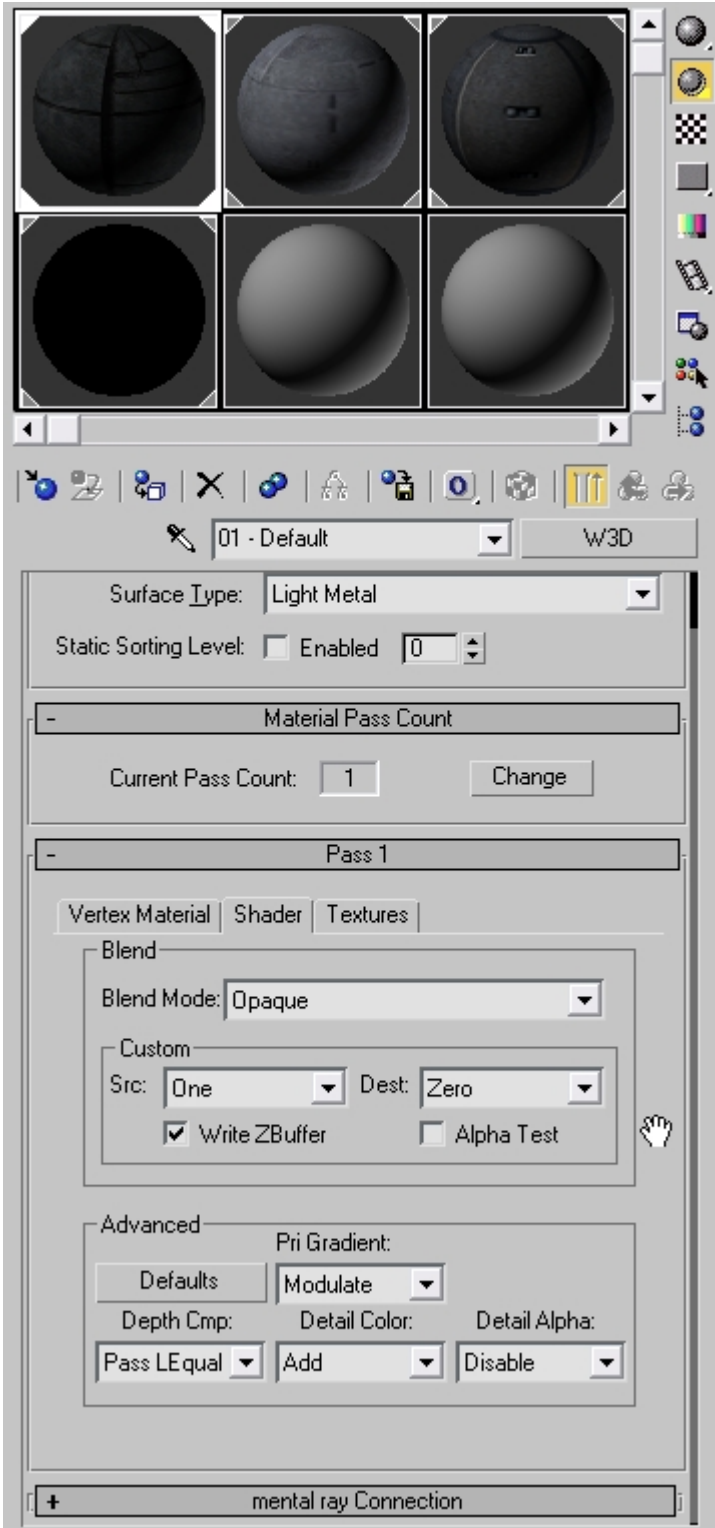 01 - Default W3D
Surface Type: Light Metal
Static Sorting Level: Enabled 0
- Material Pass Count
Current Pass Count: 1 Change
- Pass 1
Vertex Material Shader Textures
Blend
Blend Mode: Opaque
Custom
Src: One Dest: Zero
Write ZBuffer Alpha Test
Advanced
Pri Gradient:
Defaults Modulate
Depth Cmp: Detail Color: Detail Alpha:
Pass LEqual Add Disable
+ mental ray Connection